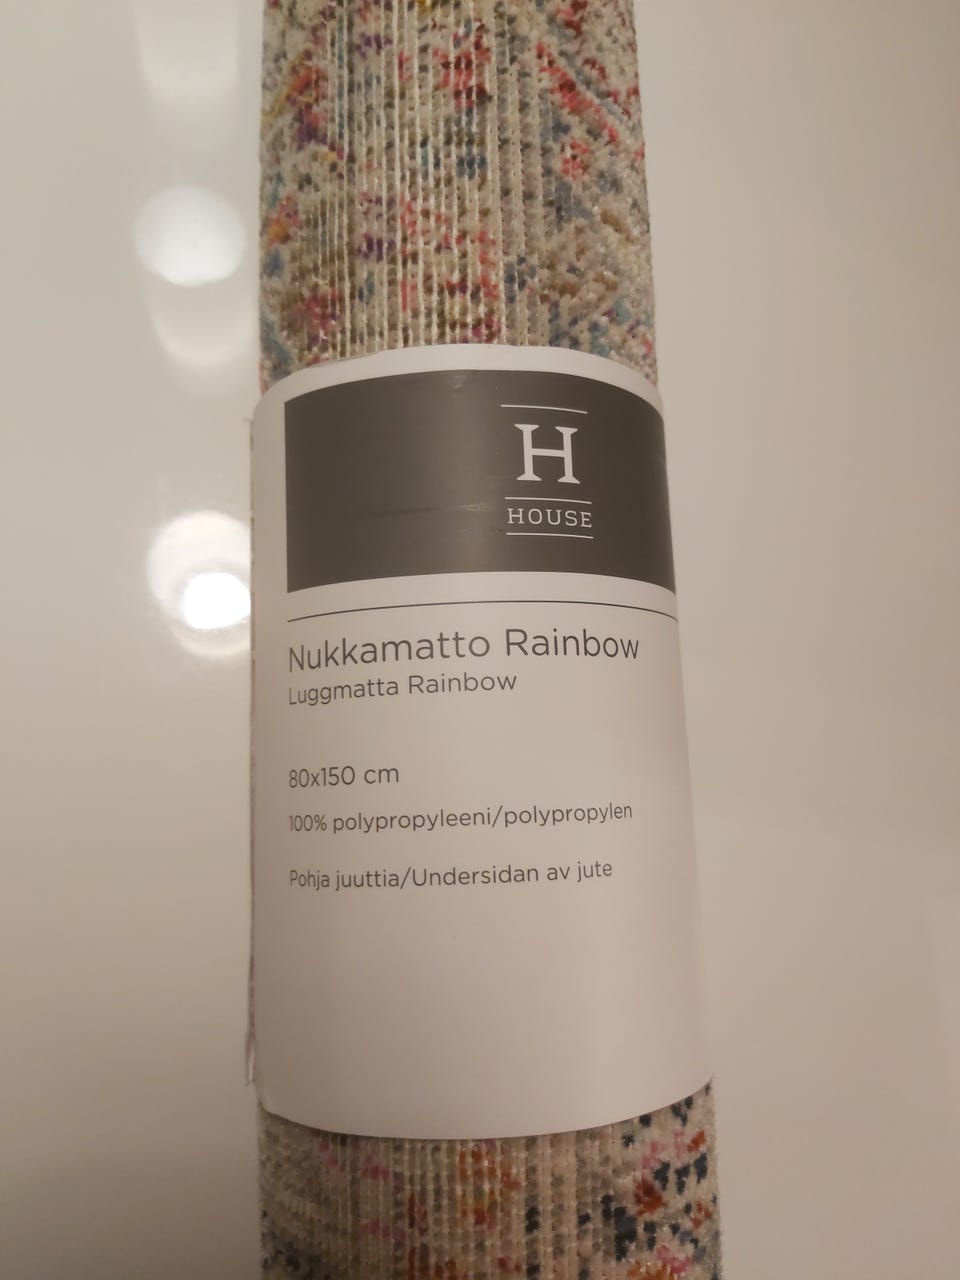 H
HOUSE
Nukkamatto Rainbow
Luggmatta Rainbow
80x150 cm
100% polypropyleeni/polypropylen
Pohja juuttia/Undersidan av jute